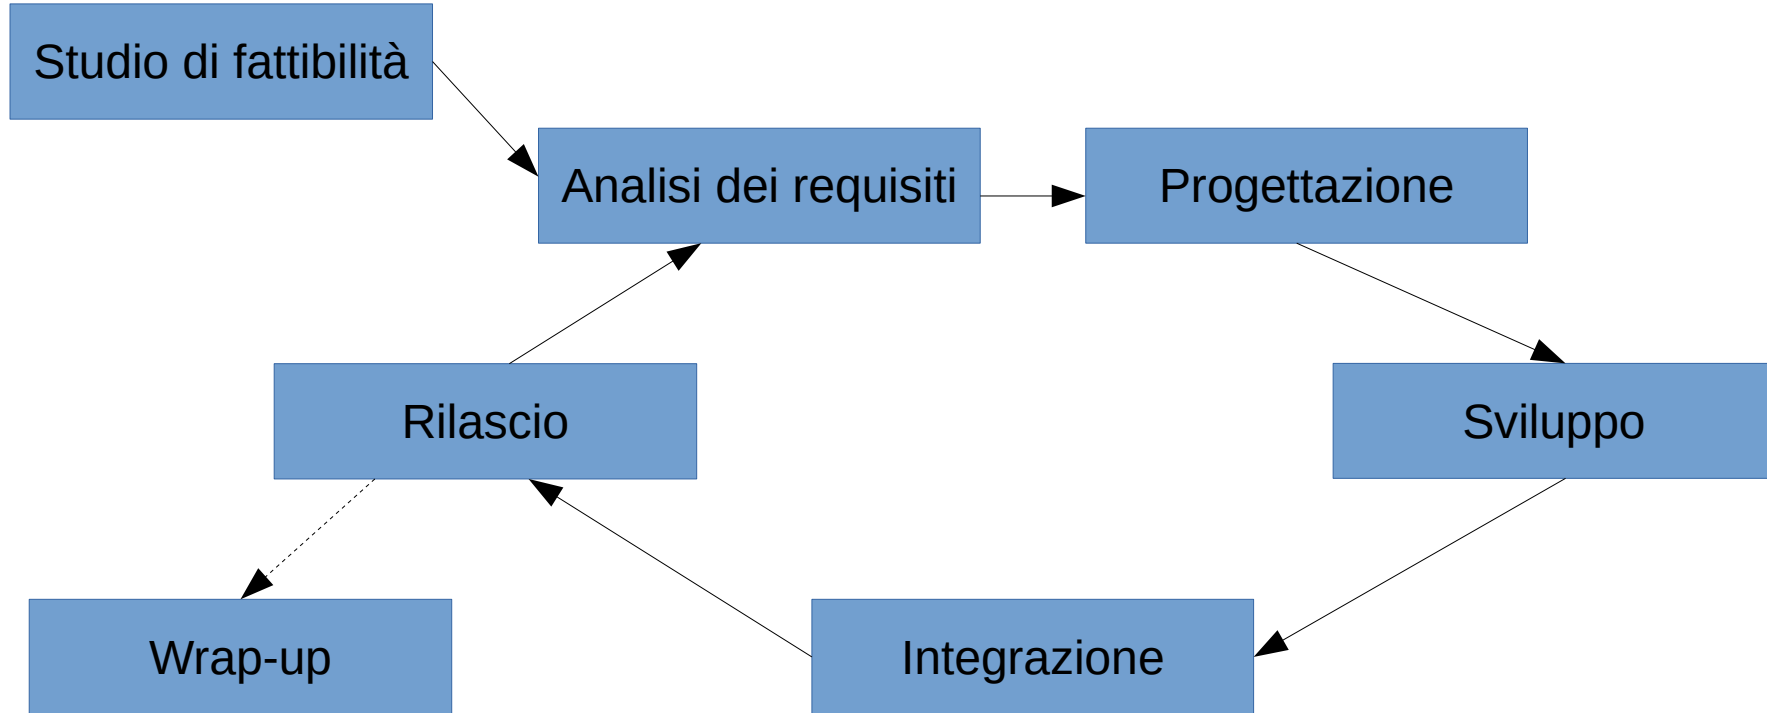 Studio di fattibilità
Analisi dei requisiti
Progettazione
Rilascio
Sviluppo
Wrap-up
Integrazione